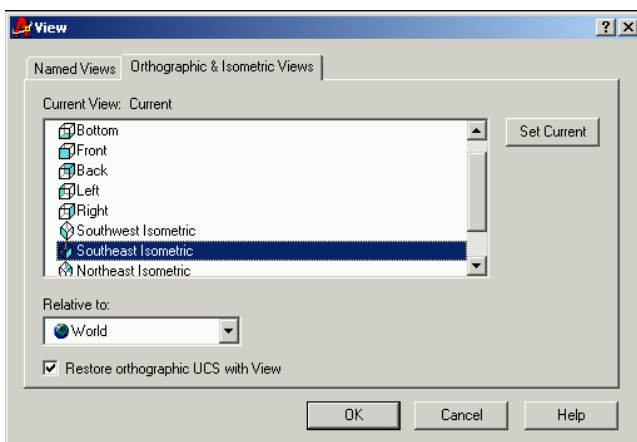 View
Named Views
Orthographic & Isometric Views
Current View: Current
Bottom
Front
Back
Left
Right
Southwest Isometric
Southeast Isometric
Northeast Isometric
Set Current
Relative to:
World
Restore orthographic UCS with View
OK
Cancel
Help